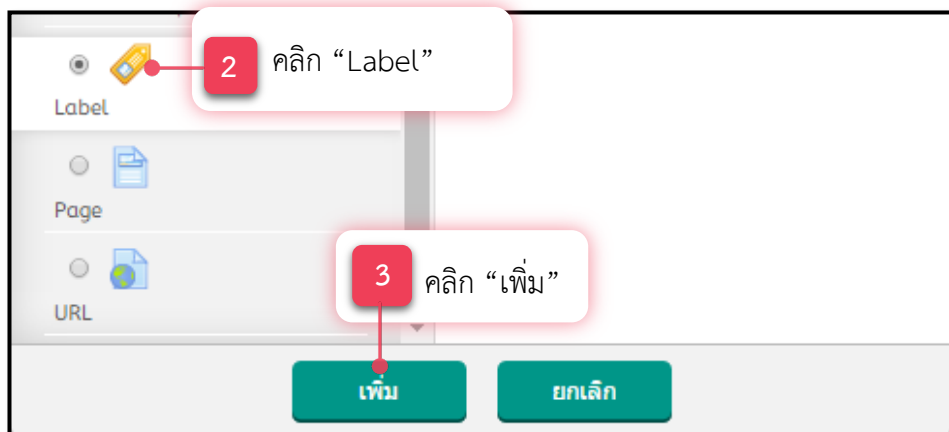 2 คลิก “Label”
Label
Page
3 คลิก “เพิ่ม”
URL
เพิ่ม ยกเลิก